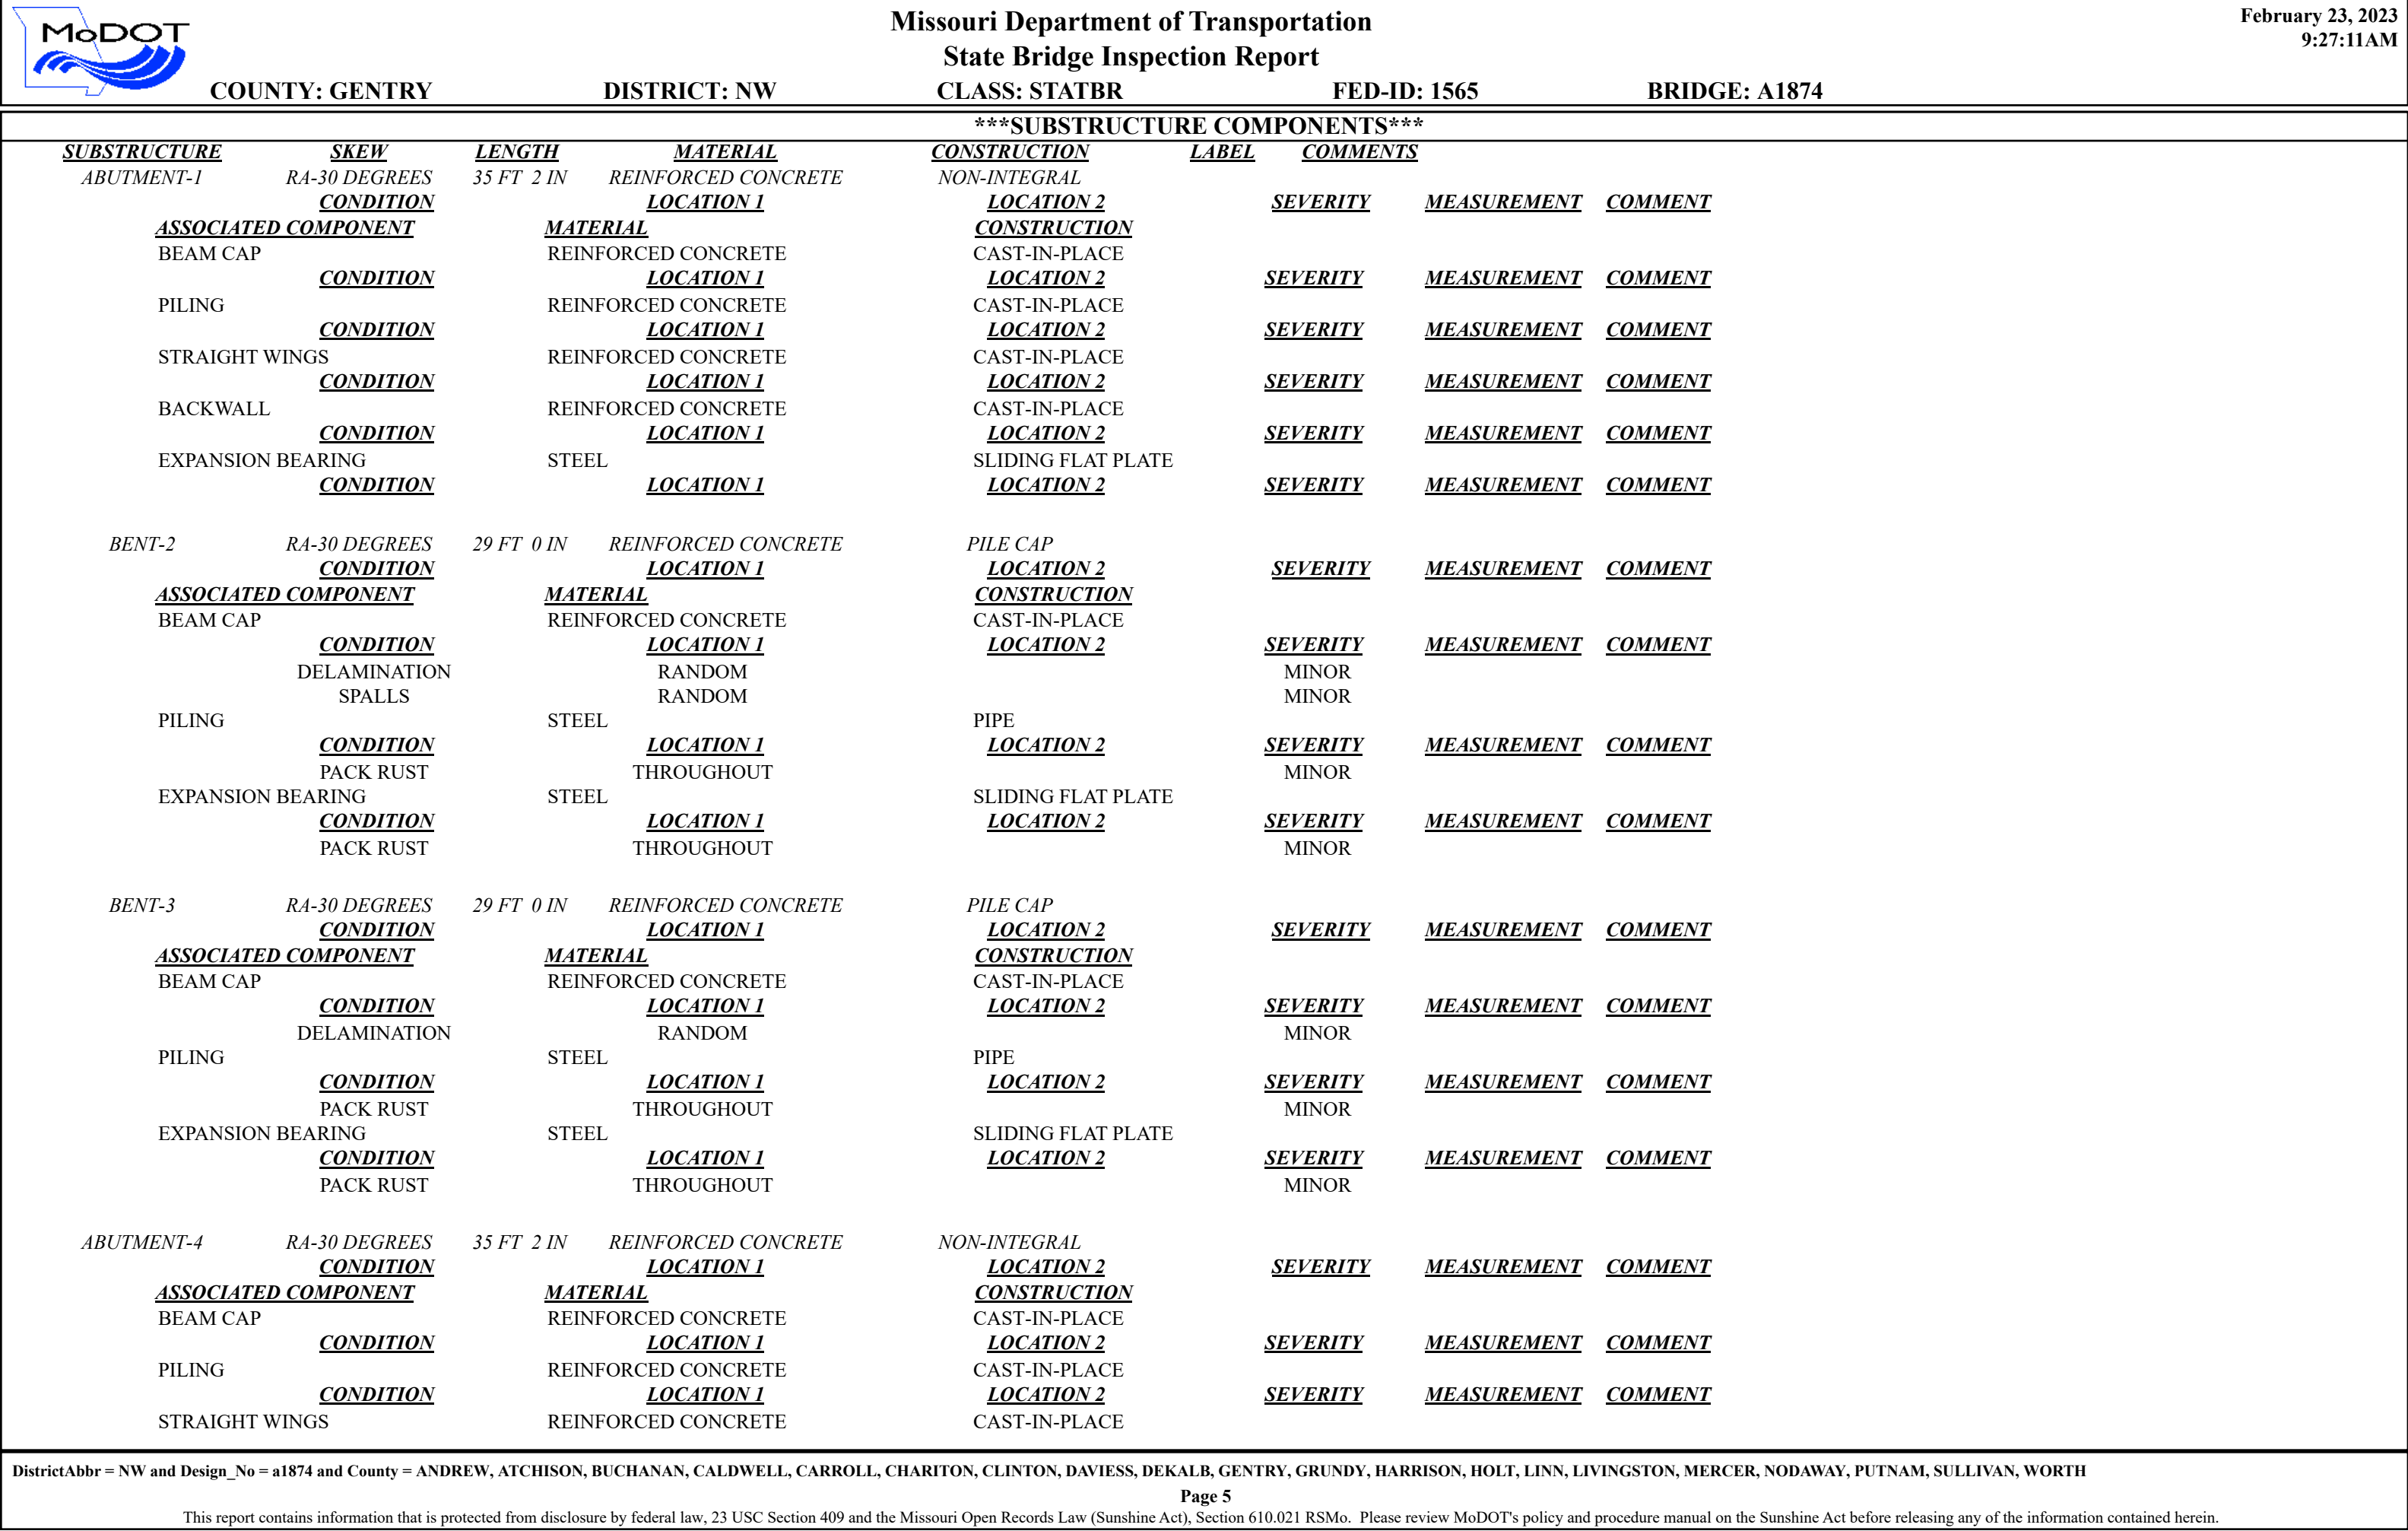 MoDOT
Missouri Department of Transportation
State Bridge Inspection Report
February 23, 2023
9:27:11AM
COUNTY: GENTRY DISTRICT: NW CLASS: STATBR FED-ID: 1565 BRIDGE: A1874
***SUBSTRUCTURE COMPONENTS***
SUBSTRUCTURE SKEW LENGTH MATERIAL CONSTRUCTION LABEL COMMENTS
ABUTMENT-1 RA-30 DEGREES 35 FT 2 IN REINFORCED CONCRETE NON-INTEGRAL
CONDITION LOCATION 1 LOCATION 2 SEVERITY MEASUREMENT COMMENT
ASSOCIATED COMPONENT MATERIAL CONSTRUCTION
BEAM CAP REINFORCED CONCRETE CAST-IN-PLACE
CONDITION LOCATION 1 LOCATION 2 SEVERITY MEASUREMENT COMMENT
PILING REINFORCED CONCRETE CAST-IN-PLACE
CONDITION LOCATION 1 LOCATION 2 SEVERITY MEASUREMENT COMMENT
STRAIGHT WINGS REINFORCED CONCRETE CAST-IN-PLACE
CONDITION LOCATION 1 LOCATION 2 SEVERITY MEASUREMENT COMMENT
BACKWALL REINFORCED CONCRETE CAST-IN-PLACE
CONDITION LOCATION 1 LOCATION 2 SEVERITY MEASUREMENT COMMENT
EXPANSION BEARING STEEL SLIDING FLAT PLATE
CONDITION LOCATION 1 LOCATION 2 SEVERITY MEASUREMENT COMMENT
BENT-2 RA-30 DEGREES 29 FT 0 IN REINFORCED CONCRETE PILE CAP
CONDITION LOCATION 1 LOCATION 2 SEVERITY MEASUREMENT COMMENT
ASSOCIATED COMPONENT MATERIAL CONSTRUCTION
BEAM CAP REINFORCED CONCRETE CAST-IN-PLACE
CONDITION LOCATION 1 LOCATION 2 SEVERITY MEASUREMENT COMMENT
DELAMINATION RANDOM MINOR
SPALLS RANDOM MINOR
PILING STEEL PIPE
CONDITION LOCATION 1 LOCATION 2 SEVERITY MEASUREMENT COMMENT
PACK RUST THROUGHOUT MINOR
EXPANSION BEARING STEEL SLIDING FLAT PLATE
CONDITION LOCATION 1 LOCATION 2 SEVERITY MEASUREMENT COMMENT
PACK RUST THROUGHOUT MINOR
BENT-3 RA-30 DEGREES 29 FT 0 IN REINFORCED CONCRETE PILE CAP
CONDITION LOCATION 1 LOCATION 2 SEVERITY MEASUREMENT COMMENT
ASSOCIATED COMPONENT MATERIAL CONSTRUCTION
BEAM CAP REINFORCED CONCRETE CAST-IN-PLACE
CONDITION LOCATION 1 LOCATION 2 SEVERITY MEASUREMENT COMMENT
DELAMINATION RANDOM MINOR
PILING STEEL PIPE
CONDITION LOCATION 1 LOCATION 2 SEVERITY MEASUREMENT COMMENT
PACK RUST THROUGHOUT MINOR
EXPANSION BEARING STEEL SLIDING FLAT PLATE
CONDITION LOCATION 1 LOCATION 2 SEVERITY MEASUREMENT COMMENT
PACK RUST THROUGHOUT MINOR
ABUTMENT-4 RA-30 DEGREES 35 FT 2 IN REINFORCED CONCRETE NON-INTEGRAL
CONDITION LOCATION 1 LOCATION 2 SEVERITY MEASUREMENT COMMENT
ASSOCIATED COMPONENT MATERIAL CONSTRUCTION
BEAM CAP REINFORCED CONCRETE CAST-IN-PLACE
CONDITION LOCATION 1 LOCATION 2 SEVERITY MEASUREMENT COMMENT
PILING REINFORCED CONCRETE CAST-IN-PLACE
CONDITION LOCATION 1 LOCATION 2 SEVERITY MEASUREMENT COMMENT
STRAIGHT WINGS REINFORCED CONCRETE CAST-IN-PLACE
DistrictAbbr = NW and Design_No = a1874 and County = ANDREW, ATCHISON, BUCHANAN, CALDWELL, CARROLL, CHARITON, CLINTON, DAVIESS, DEKALB, GENTRY, GRUNDY, HARRISON, HOLT, LINN, LIVINGSTON, MERCER, NODAWAY, PUTNAM, SULLIVAN, WORTH
Page 5
This report contains information that is protected from disclosure by federal law, 23 USC Section 409 and the Missouri Open Records Law (Sunshine Act), Section 610.021 RSMo. Please review MoDOT's policy and procedure manual on the Sunshine Act before releasing any of the information contained herein.